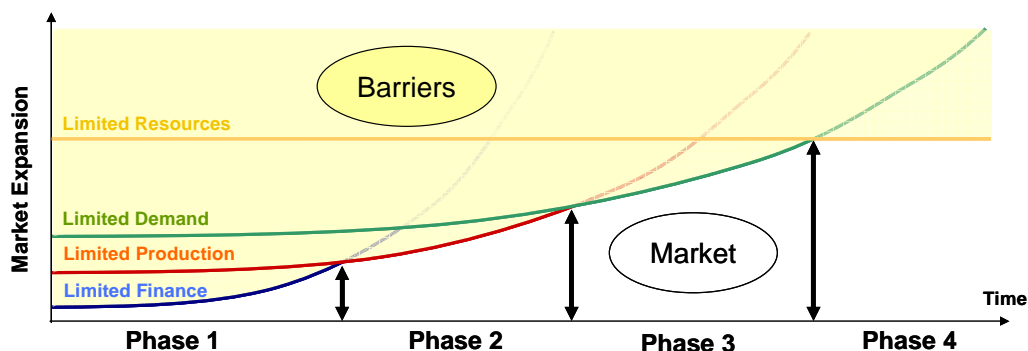 Barriers
Limited Resources
Market Expansion
Limited Demand
Limited Production
Market
Limited Finance
Time
Phase 1
Phase 2
Phase 3
Phase 4